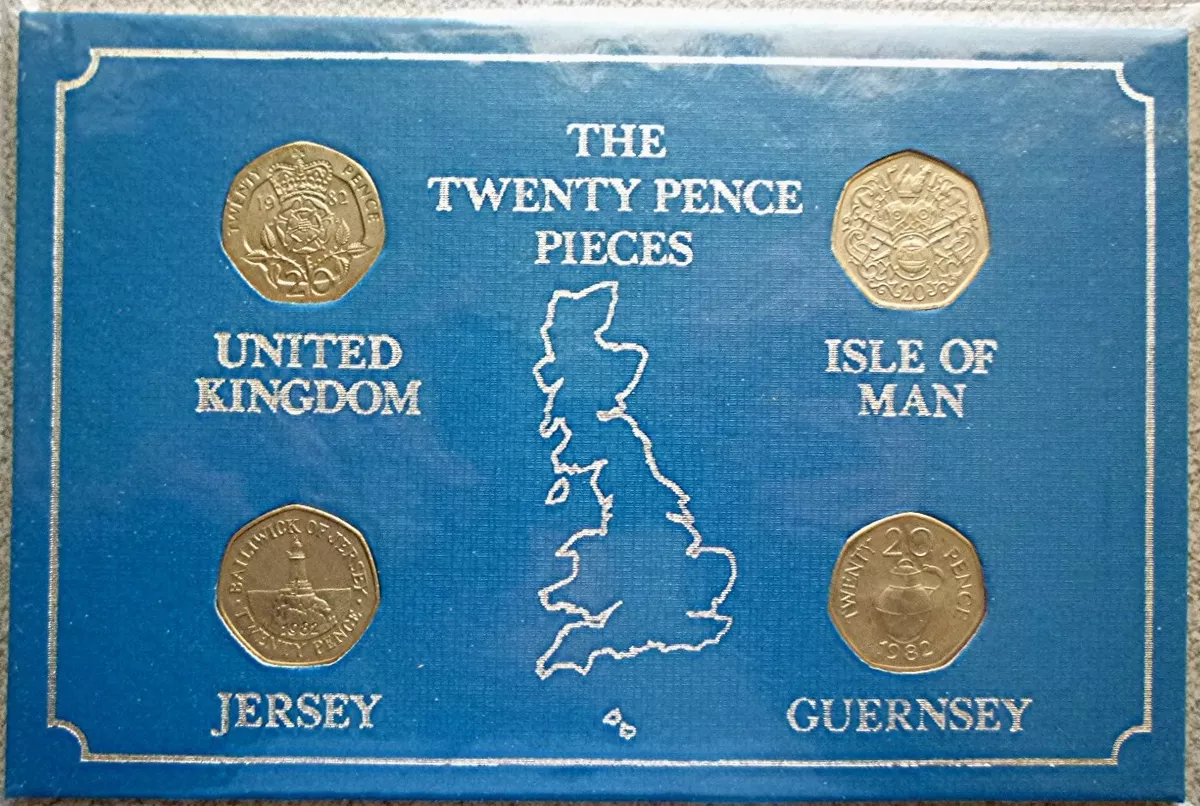 THE
TWENTY PENCE
PIECES
TWENTY PENCE
1982
20
UNITED
KINGDOM
20
ISLE OF
MAN
BAILIWICK OF JERSEY
1982
TWENTY PENCE
JERSEY
20
TWENTY PENCE
1982
GUERNSEY